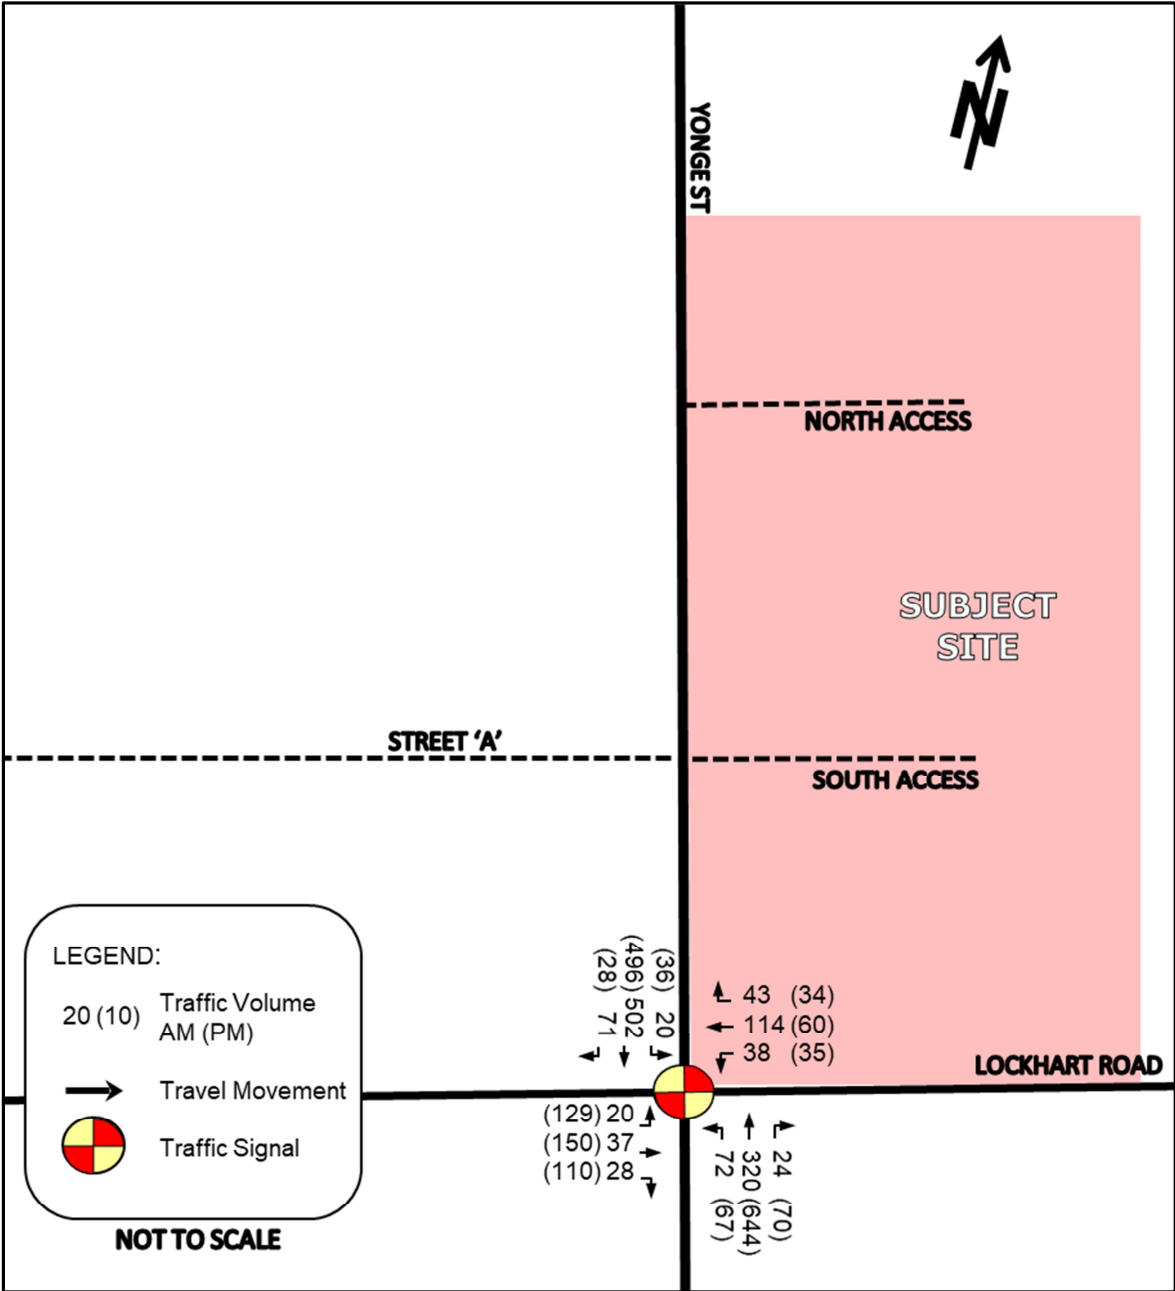 N
YONGE ST
NORTH ACCESS
SUBJECT
SITE
STREET ‘A’
SOUTH ACCESS
LEGEND:
20 (10) Traffic Volume
AM (PM)
Travel Movement
Traffic Signal
NOT TO SCALE
(28) 71
(496) 502
(36) 20
43 (34)
114 (60)
38 (35)
LOCKHART ROAD
(129) 20
(150) 37
(110) 28
72 (67)
320 (644)
24 (70)